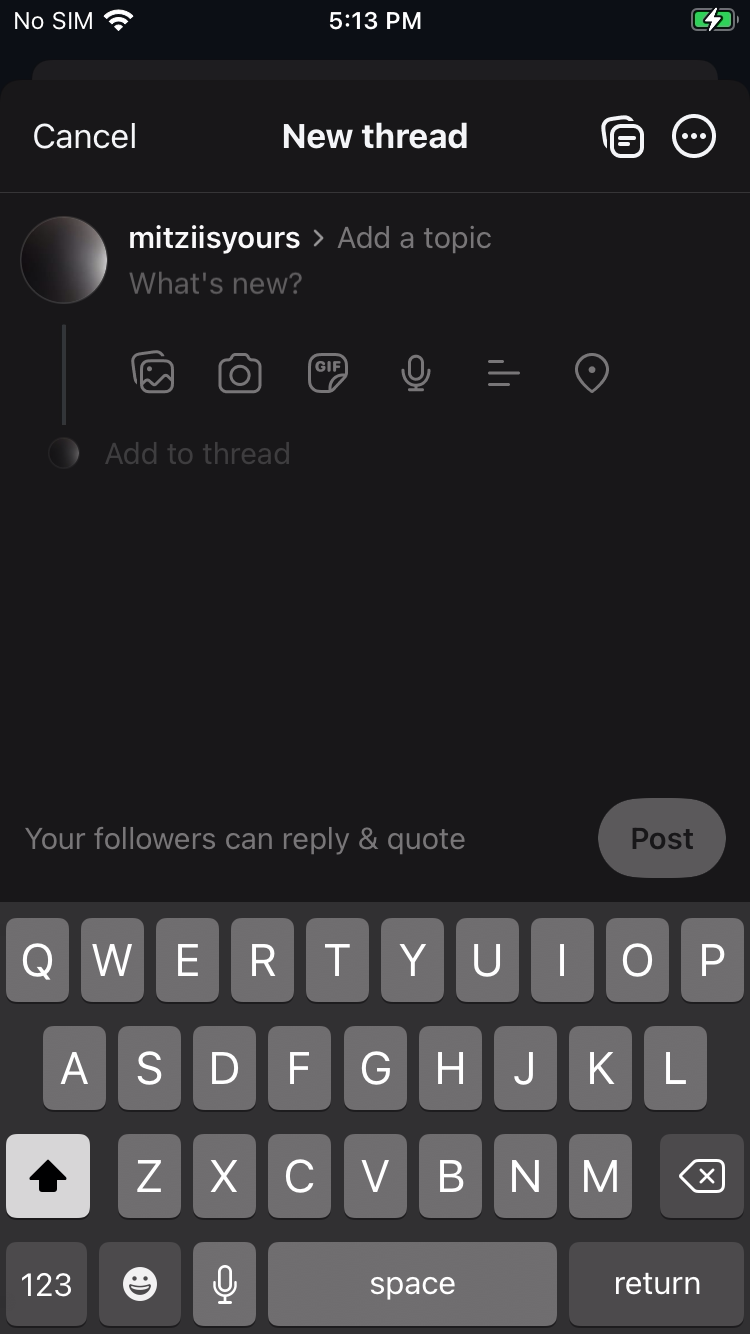 No SIM 5:13 PM
Cancel New thread
mitziisyours > Add a topic
What's new?
GIF
Add to thread
Your followers can reply & quote Post
Q W E R T Y U I O P
A S D F G H J K L
Z X C V B N M
123 space return